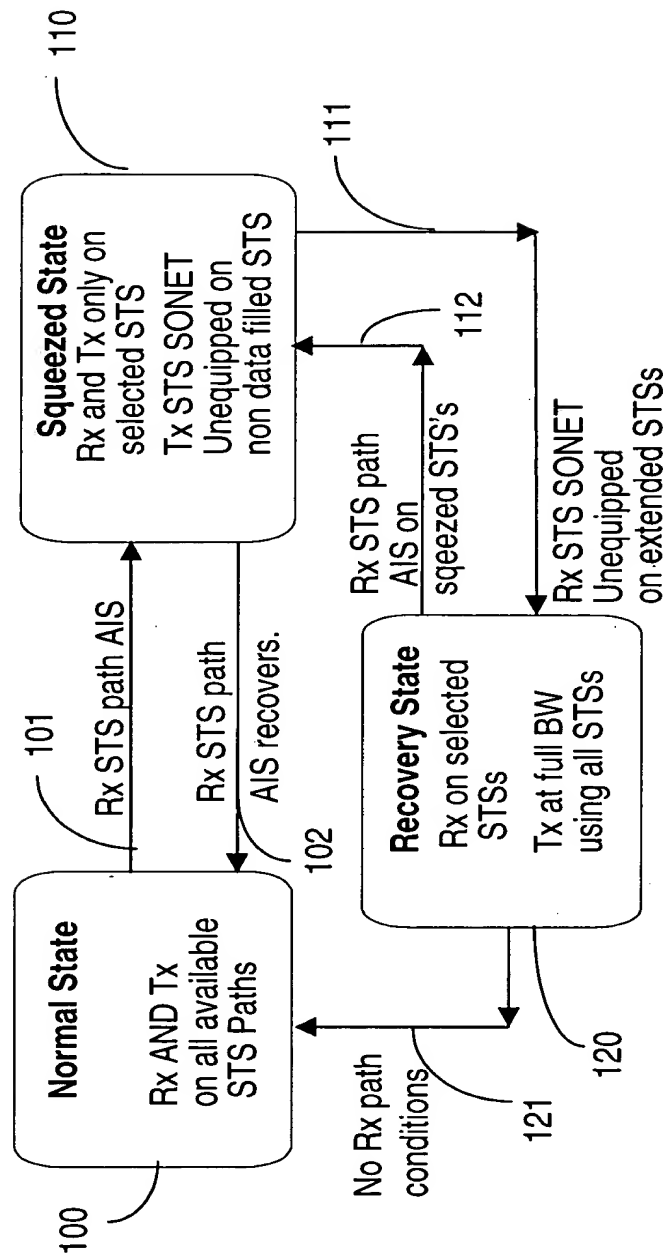 100
Normal State
Rx AND Tx
on all available
STS Paths
101
Rx STS path AIS
Rx STS path
AIS recovers.
102
110
Squeezed State
Rx and Tx only on
selected STS
Tx STS SONET
Unequipped on
non data filled STS
111
112
Rx STS path
AIS on
sqeezed STS's
Rx STS SONET
Unequipped
on extended STSs
Recovery State
Rx on selected
STSs
Tx at full BW
using all STSs
120
121
No Rx path
conditions